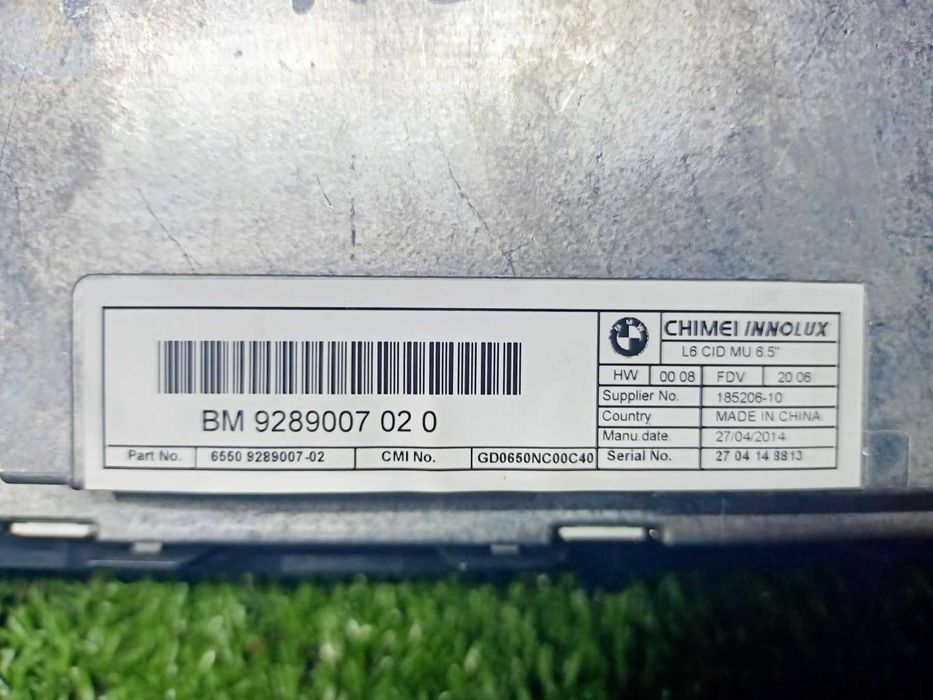 BM 9289007 02 0
Part No. 6550 9289007-02 CMI No. GD0650NC00C40
BMW
CHIMEI INNOLUX
L6 CID MU 6.5"
HW 00 08 FDV 20 06
Supplier No. 185206-10
Country MADE IN CHINA
Manu.date. 27/04/2014
Serial No. 27 04 14 8813